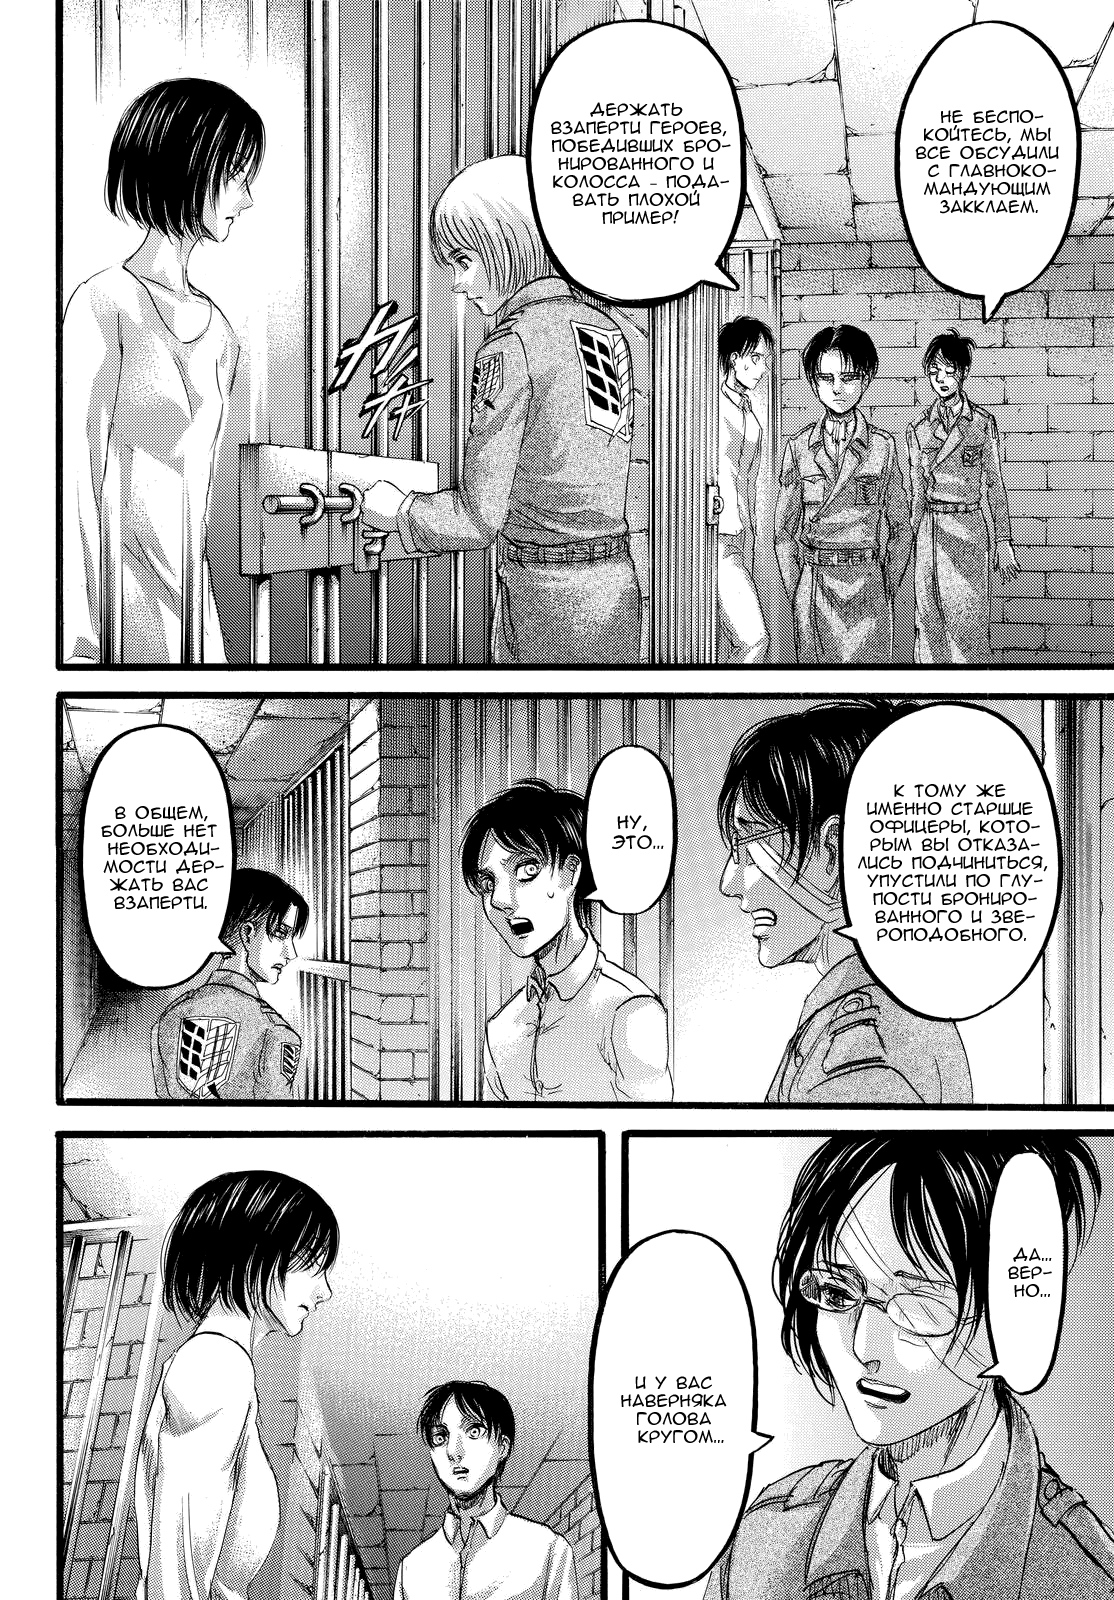 НЕ БЕСПО-
КОЙТЕСЬ, МЫ
ВСЕ ОБСУДИЛИ
С ГЛАВНОКО-
МАНДУЮЩИМ
ЗАККЛАЕМ.
ДЕРЖАТЬ
ВЗАПЕРТИ ГЕРОЕВ,
ПОБЕДИВШИХ БРО-
НИРОВАННОГО И
КОЛОССА - ПОДА-
ВАТЬ ПЛОХОЙ
ПРИМЕР!
ガ
チャ
К ТОМУ ЖЕ
ИМЕННО СТАРШИЕ
ОФИЦЕРЫ, КОТО-
РЫМ ВЫ ОТКАЗА-
ЛИСЬ ПОДЧИНИТЬСЯ,
УПУСТИЛИ ПО ГЛУ-
ПОСТИ БРОНИРО-
ВАННОГО И ЗВЕ-
РОПОДОБНОГО.
НУ,
ЭТО...
В ОБЩЕМ,
БОЛЬШЕ НЕТ
НЕОБХОДИ-
МОСТИ ДЕР-
ЖАТЬ ВАС
ВЗАПЕРТИ.
ДА...
ВЕР-
НО...
И У ВАС
НАВЕРНЯКА
ГОЛОВА
КРУГОМ...